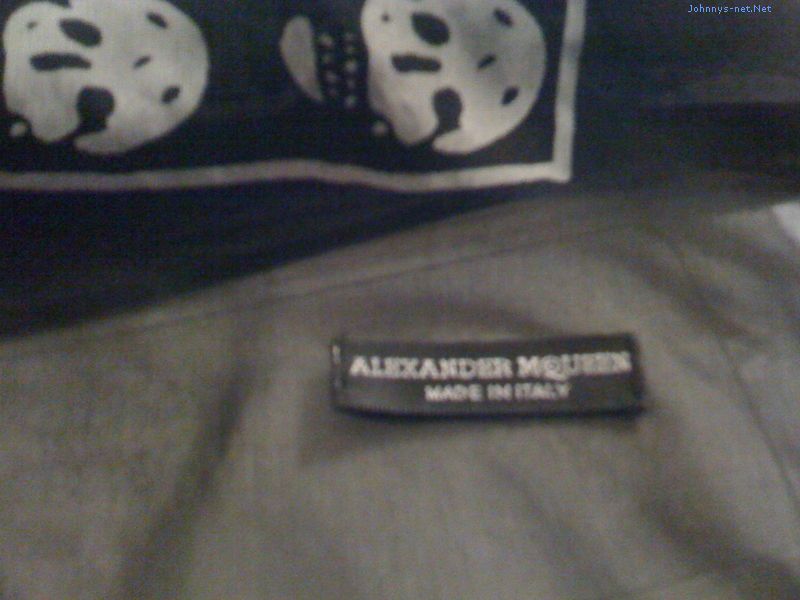 Johnnys-net.Net
ALEXANDER MCQUEEN
MADE IN ITALY